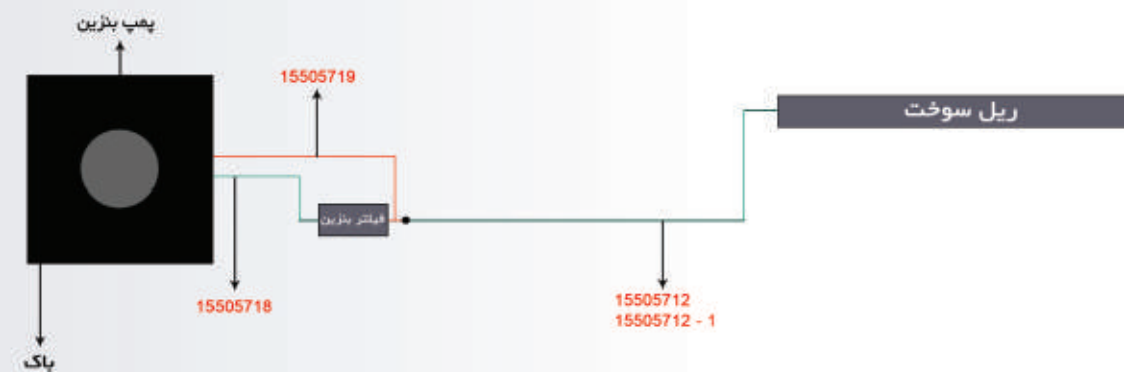 پمپ بنزین
15505719
ریل سوخت
فیلتر بنزین
15505718
15505712
15505712 - 1
باک